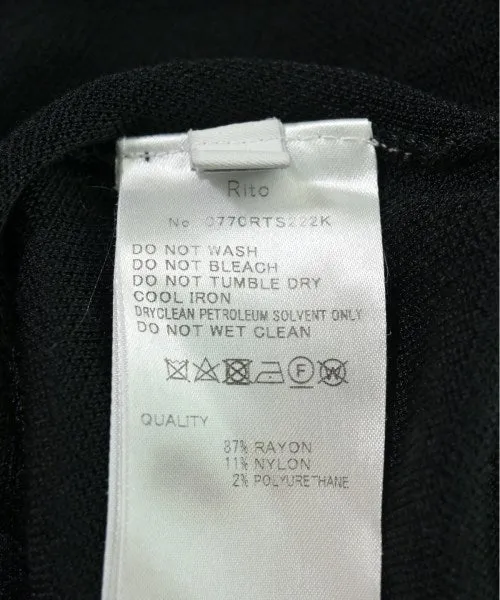 Rito
No 0770RTS222K
DO NOT WASH
DO NOT BLEACH
DO NOT TUMBLE DRY
COOL IRON
DRYCLEAN PETROLEUM SOLVENT ONLY
DO NOT WET CLEAN
F W
QUALITY
87% RAYON
11% NYLON
2% POLYURETHANE